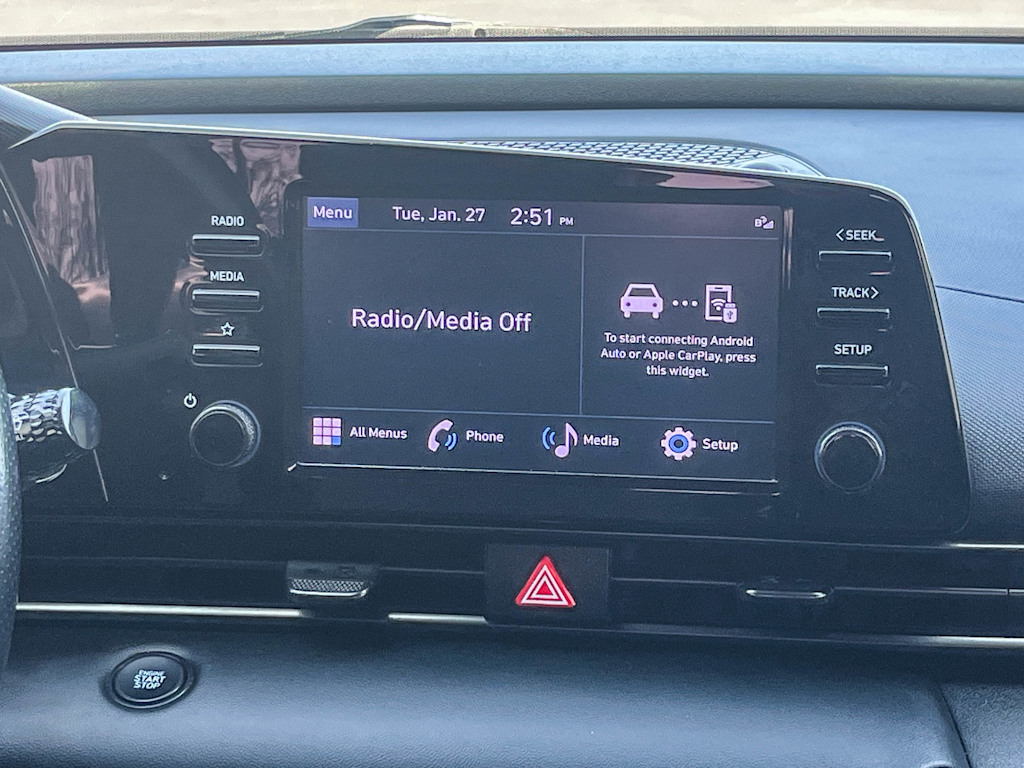 RADIO
MEDIA
Menu
Tue, Jan. 27
2:51 PM
B
Radio/Media Off
To start connecting Android
Auto or Apple CarPlay, press
this widget.
All Menus
Phone
Media
Setup
<SEEK
TRACK>
SETUP
ENGINE
START
STOP